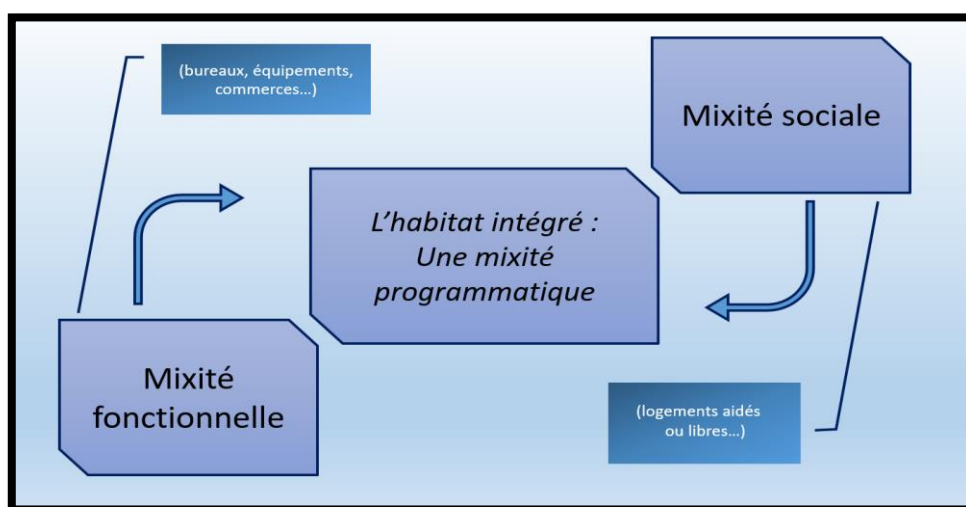 (bureaux, équipements,
commerces...)
Mixité sociale
L’habitat intégré :
Une mixité
programmatique
Mixité
fonctionnelle
(logements aidés
ou libres...)